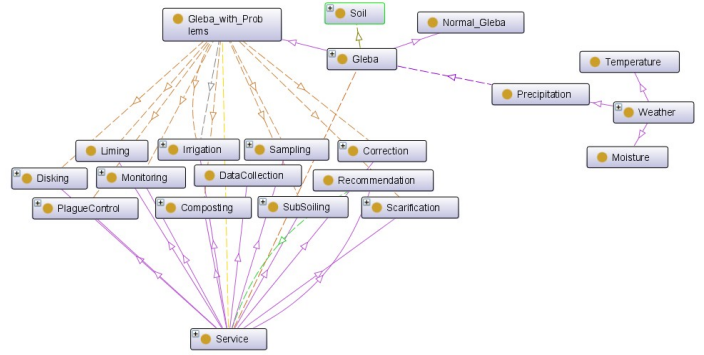 Gleba_with_Prob
lems
Soil
Normal_Gleba
Gleba
Temperature
Precipitation
Weather
Moisture
Liming
Irrigation
Sampling
Correction
Disking
Monitoring
DataCollection
Recommendation
PlagueControl
Composting
SubSoiling
Scarification
Service